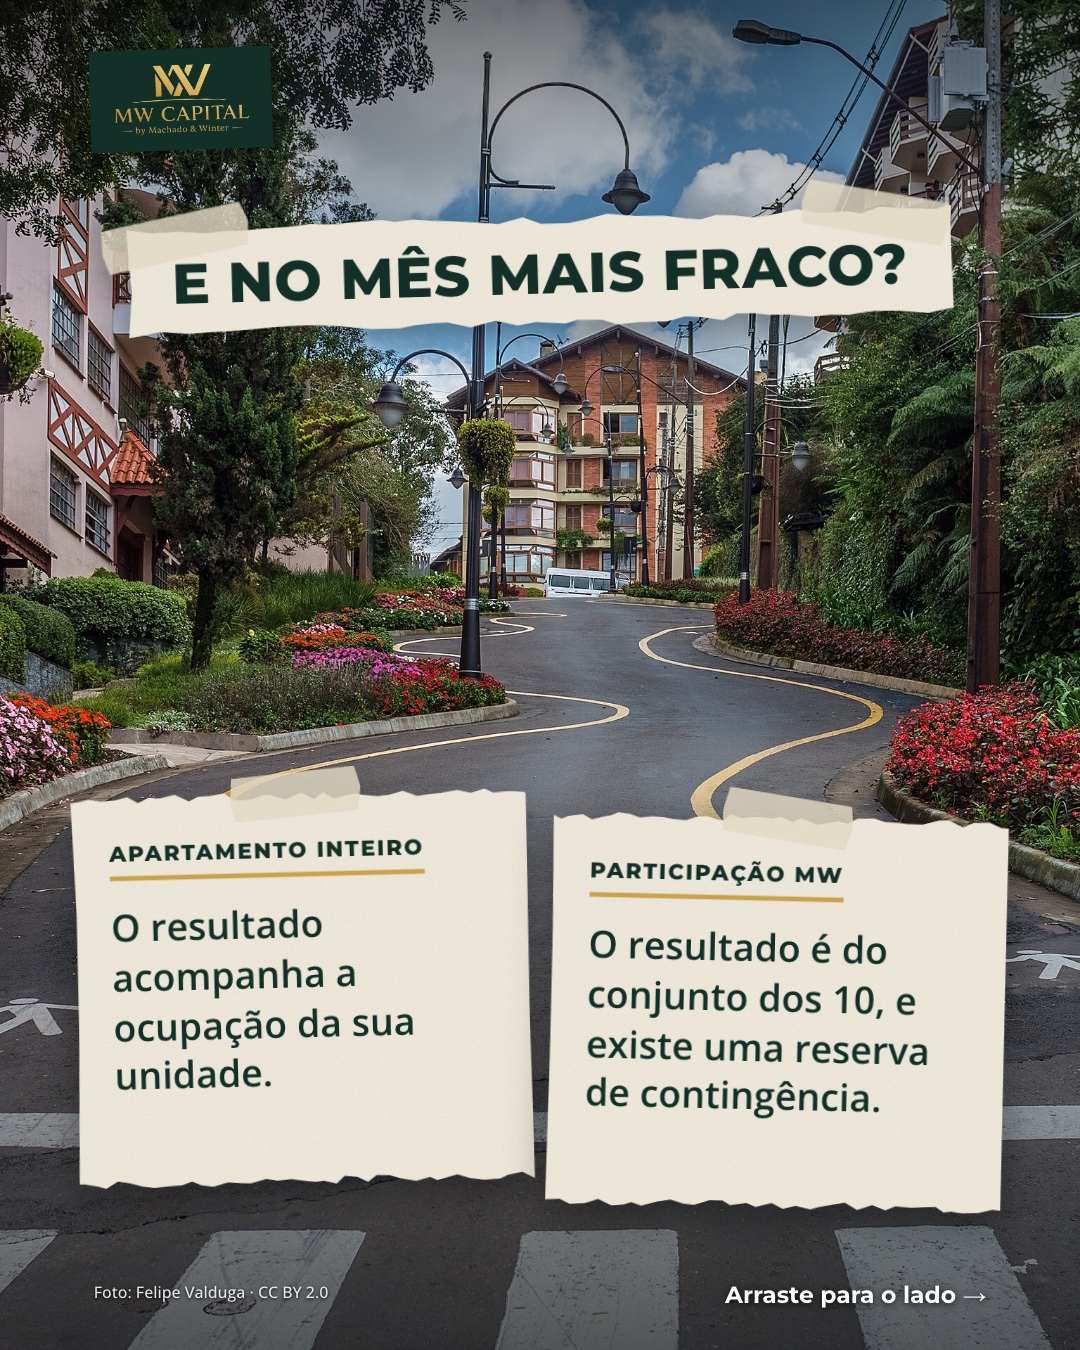 MW CAPITAL
by Machado & Winter
E NO MÊS MAIS FRACO?
APARTAMENTO INTEIRO
O resultado
acompanha a
ocupação da sua
unidade.
PARTICIPAÇÃO MW
O resultado é do
conjunto dos 10, e
existe uma reserva
de contingência.
Foto: Felipe Valduga · CC BY 2.0
Arraste para o lado →